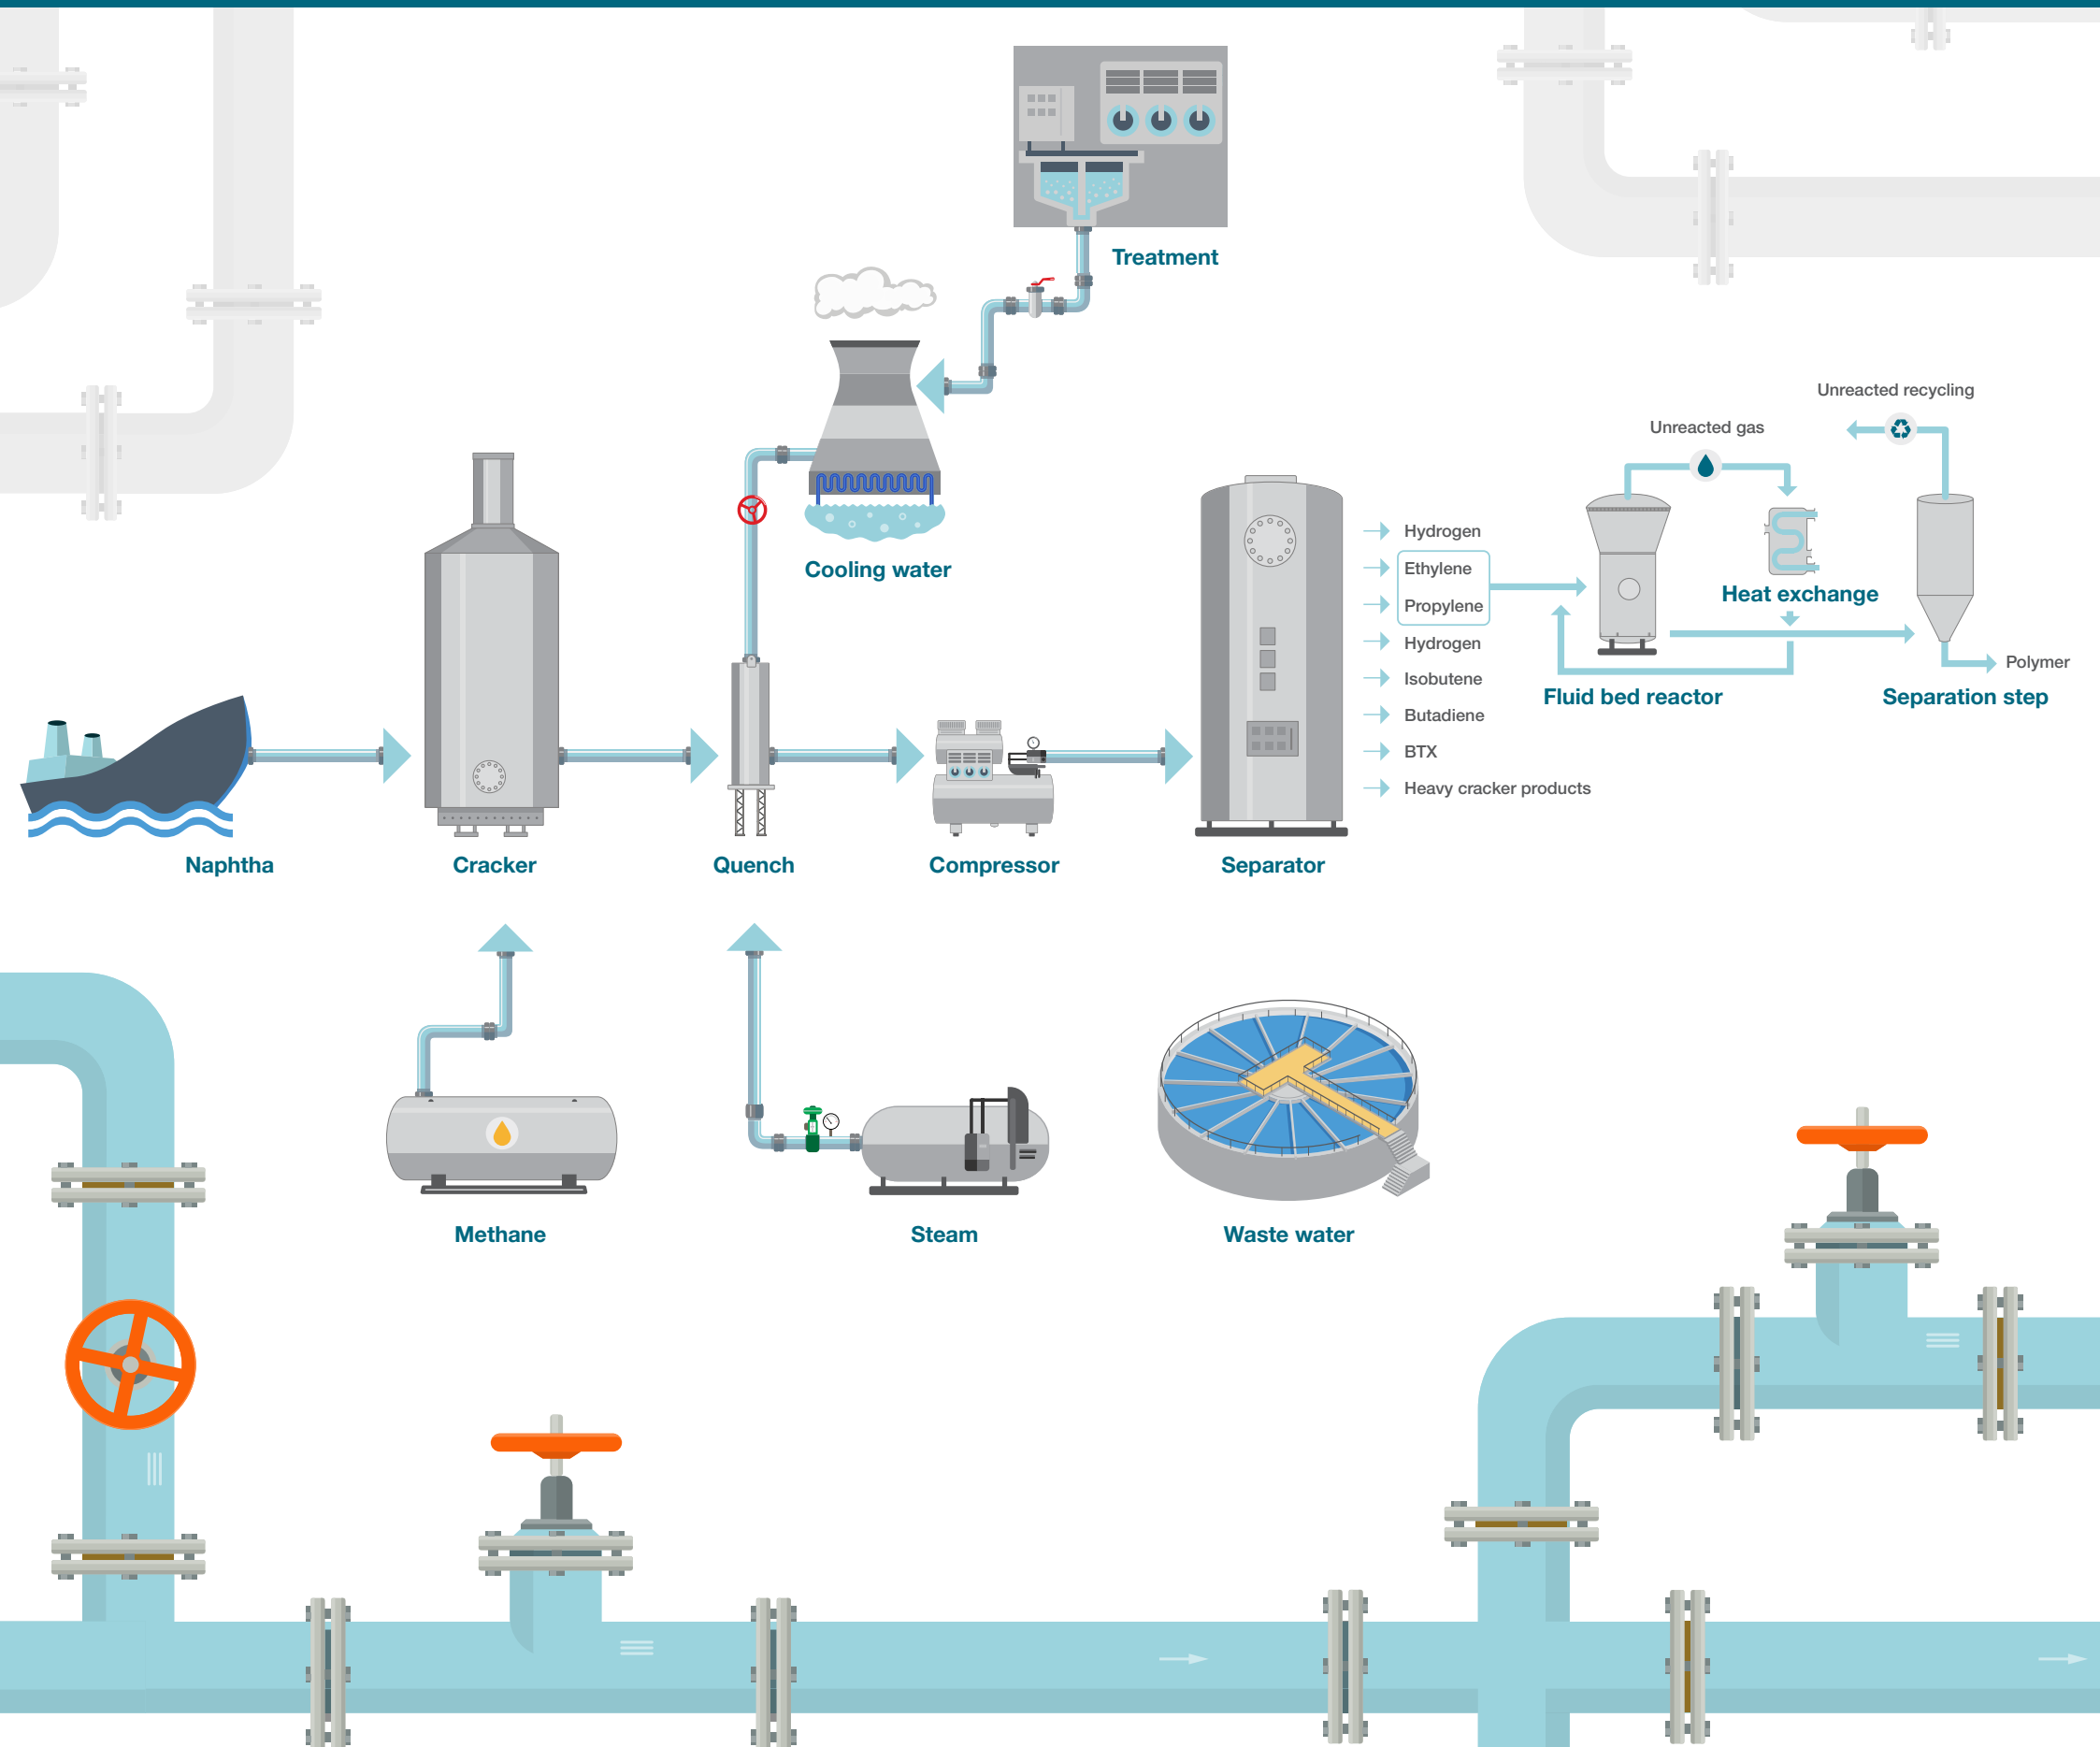 Treatment
Unreacted recycling
Unreacted gas
Cooling water
Hydrogen
Ethylene
Propylene
Hydrogen
Isobutene
Butadiene
BTX
Heavy cracker products
Heat exchange
Polymer
Fluid bed reactor
Separation step
Naphtha
Cracker
Quench
Compressor
Separator
Methane
Steam
Waste water